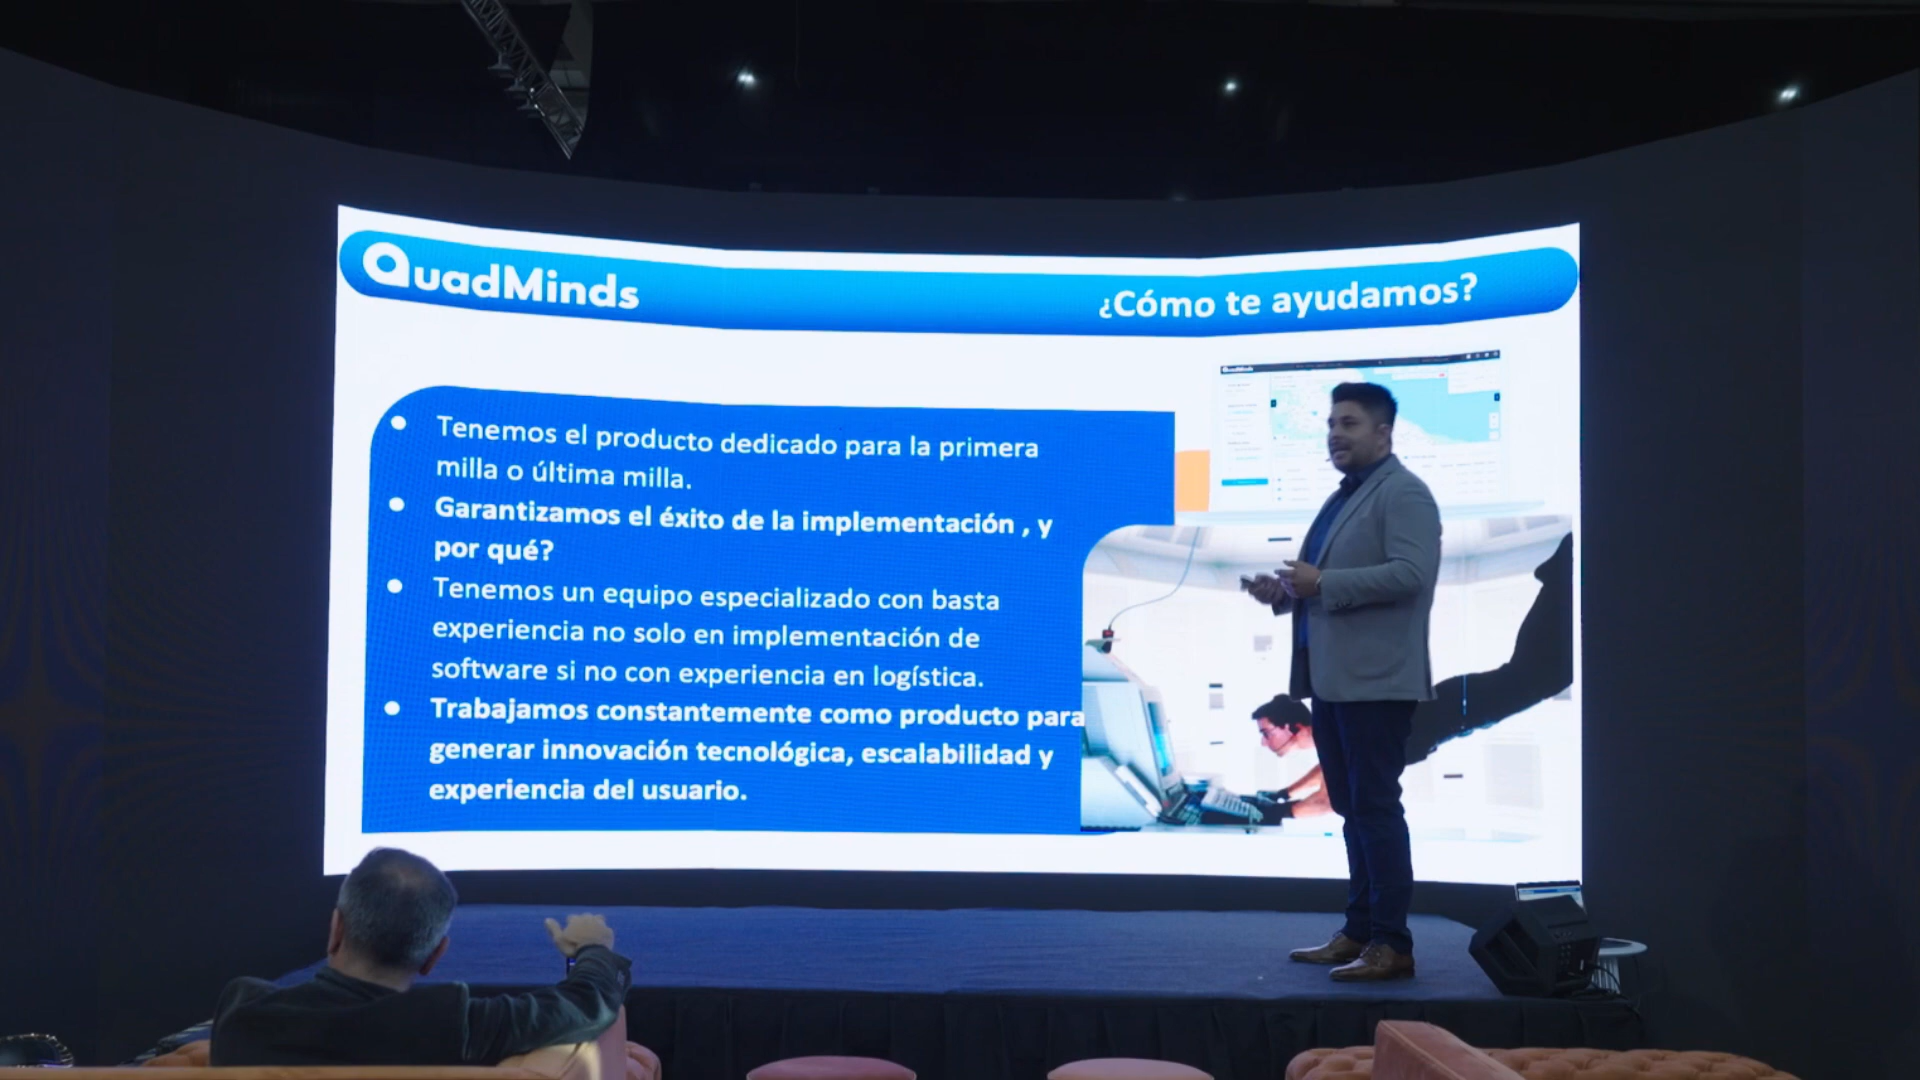 QuadMinds
¿Cómo te ayudamos?
Tenemos el producto dedicado para la primera
milla o última milla.
Garantizamos el éxito de la implementación , y
por qué?
Tenemos un equipo especializado con basta
experiencia no solo en implementación de
software si no con experiencia en logística.
Trabajamos constantemente como producto para
generar innovación tecnológica, escalabilidad y
experiencia del usuario.
QuadMinds